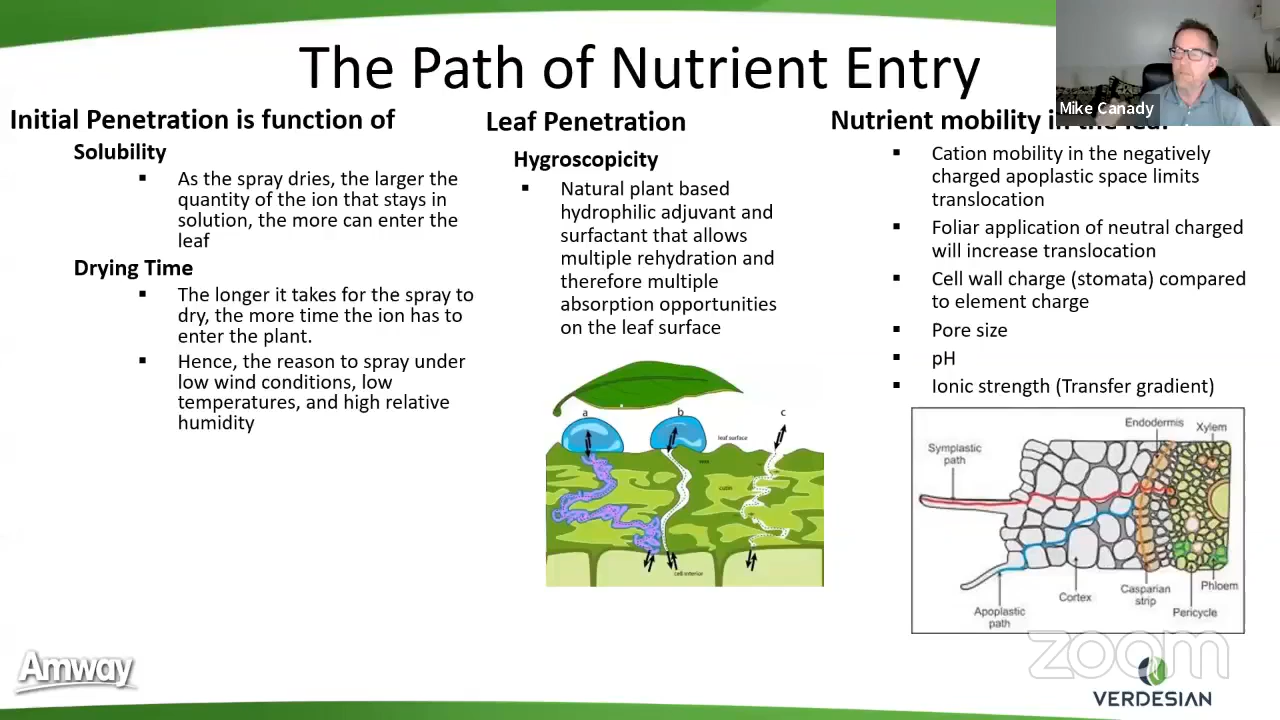 The Path of Nutrient Entry
Mike Canady
Initial Penetration is function of
Solubility
▪ As the spray dries, the larger the
quantity of the ion that stays in
solution, the more can enter the
leaf
Drying Time
▪ The longer it takes for the spray to
dry, the more time the ion has to
enter the plant.
▪ Hence, the reason to spray under
low wind conditions, low
temperatures, and high relative
humidity
Leaf Penetration
Hygroscopicity
▪ Natural plant based
hydrophilic adjuvant and
surfactant that allows
multiple rehydration and
therefore multiple
absorption opportunities
on the leaf surface
a
b
c
leaf surface
cutin
cell interior
Nutrient mobility in the leaf
▪ Cation mobility in the negatively
charged apoplastic space limits
translocation
▪ Foliar application of neutral charged
will increase translocation
▪ Cell wall charge (stomata) compared
to element charge
▪ Pore size
▪ pH
▪ Ionic strength (Transfer gradient)
Endodermis
Xylem
Symplastic
path
Casparian
strip
Phloem
Cortex
Pericycle
Apoplastic
path
zoom
Amway
VERDESIAN